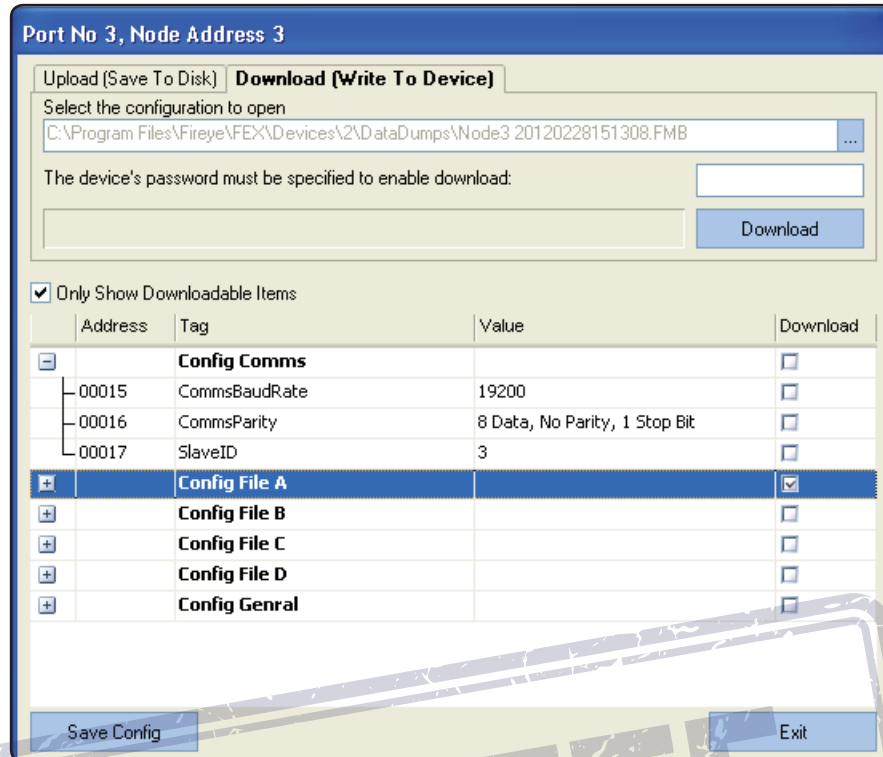 Port No 3, Node Address 3
Upload (Save To Disk) Download (Write To Device)
Select the configuration to open
C:\Program Files\Fireye\FEX\Devices\2\DataDumps\Node3 20120228151308.FMB ...
The device's password must be specified to enable download:
Download
Only Show Downloadable Items
Address Tag Value Download
Config Comms
00015 CommsBaudRate 19200
00016 CommsParity 8 Data, No Parity, 1 Stop Bit
00017 SlaveID 3
Config File A
Config File B
Config File C
Config File D
Config Genral
Save Config Exit